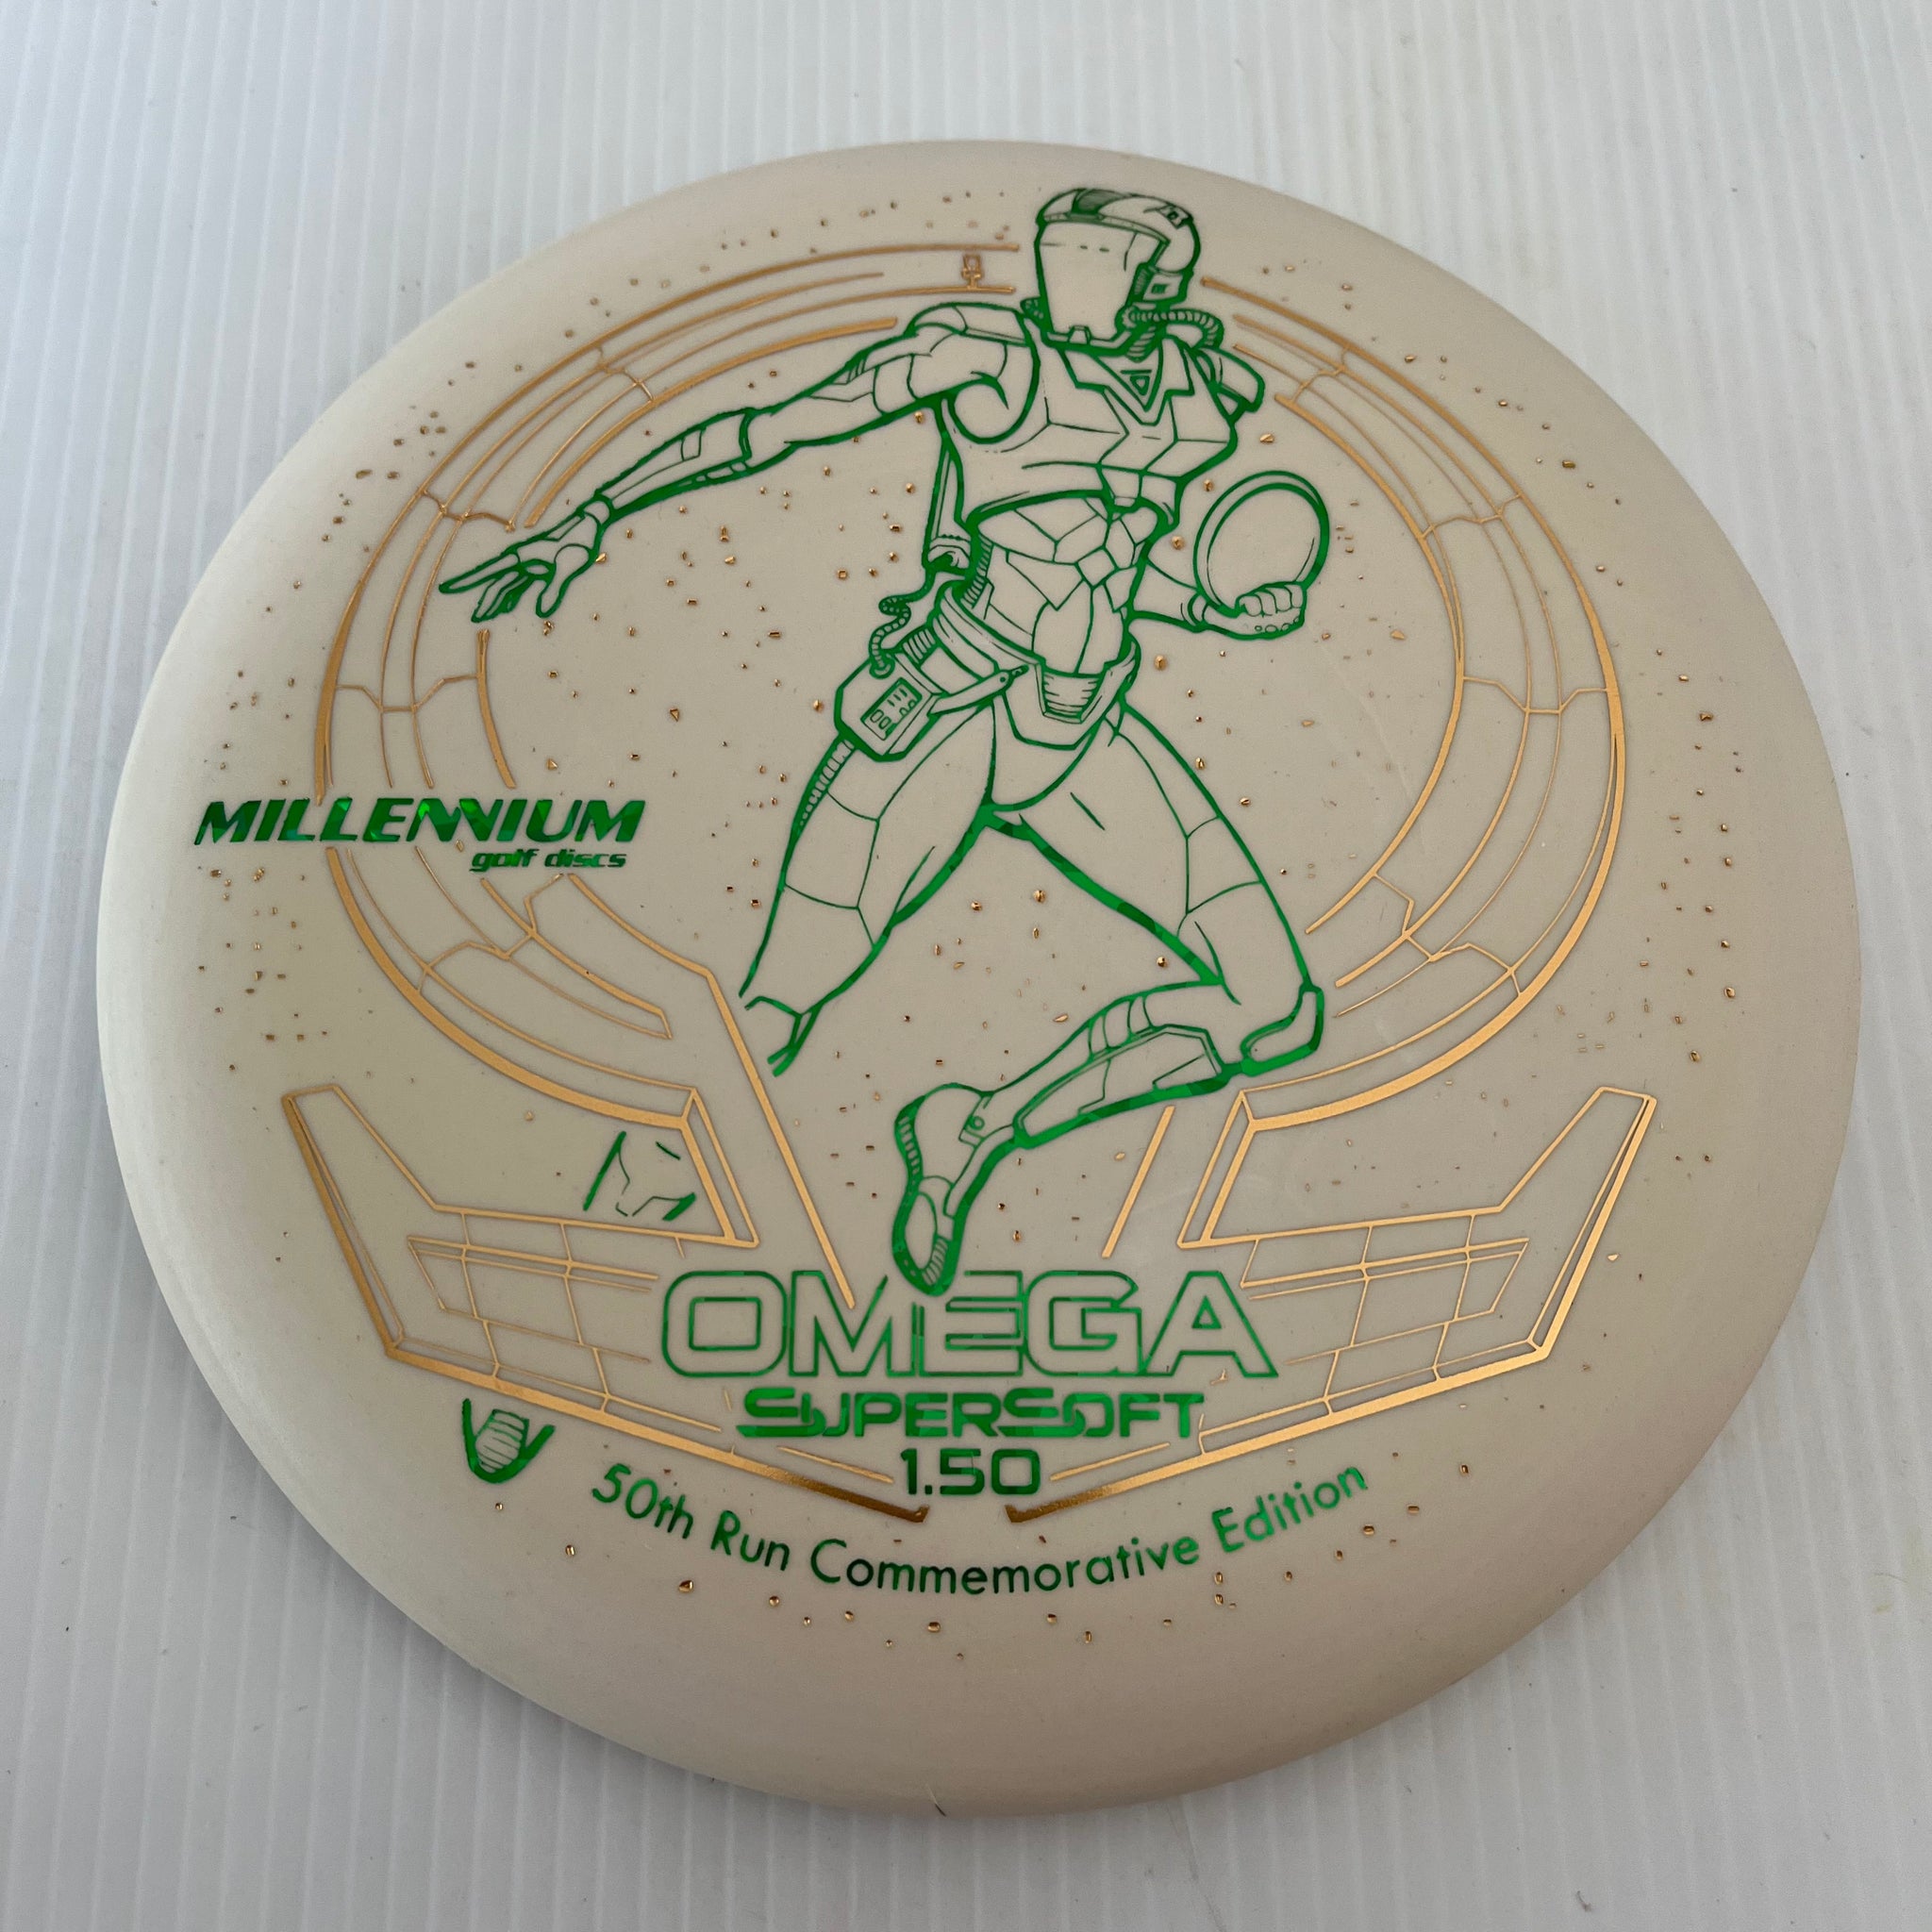 MILLENNIUM
golf discs
OMEGA
SUPERSOFT
1.50
50th Run Commemorative Edition